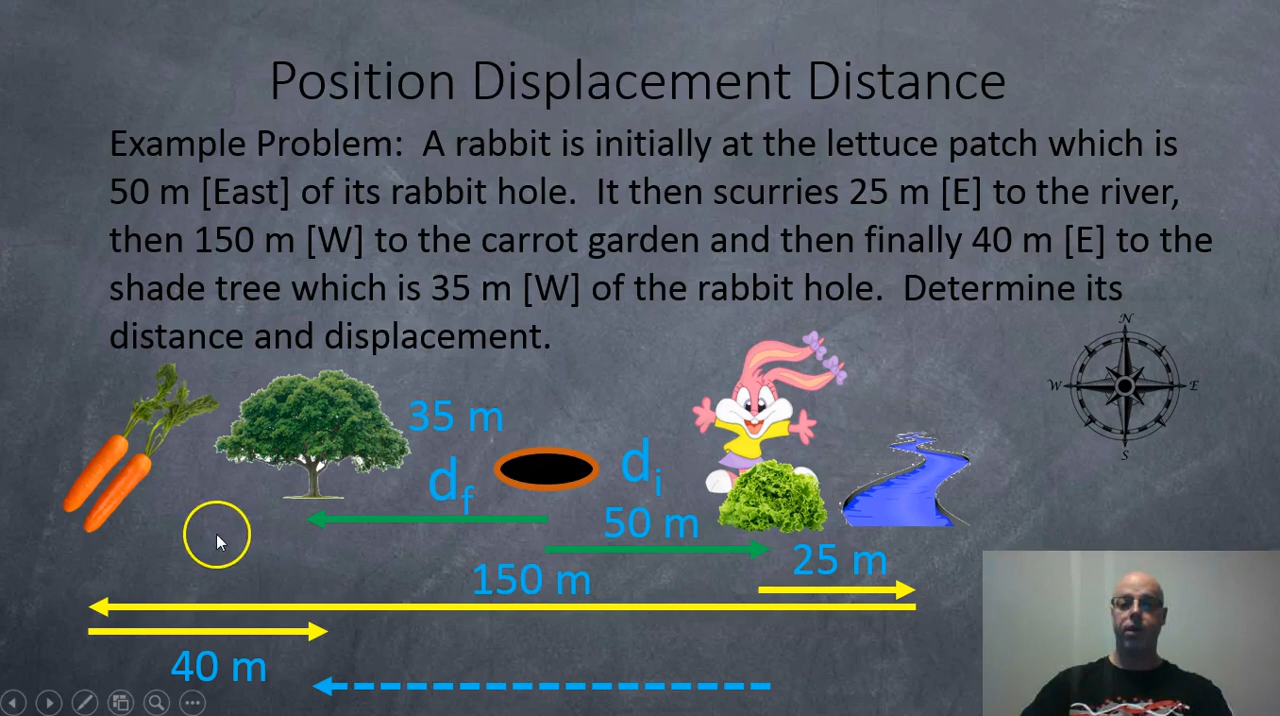 Position Displacement Distance
Example Problem:  A rabbit is initially at the lettuce patch which is
50 m [East] of its rabbit hole.  It then scurries 25 m [E] to the river,
then 150 m [W] to the carrot garden and then finally 40 m [E] to the
shade tree which is 35 m [W] of the rabbit hole.  Determine its
distance and displacement.
N
W E
S
35 m
df
di
50 m
25 m
150 m
40 m